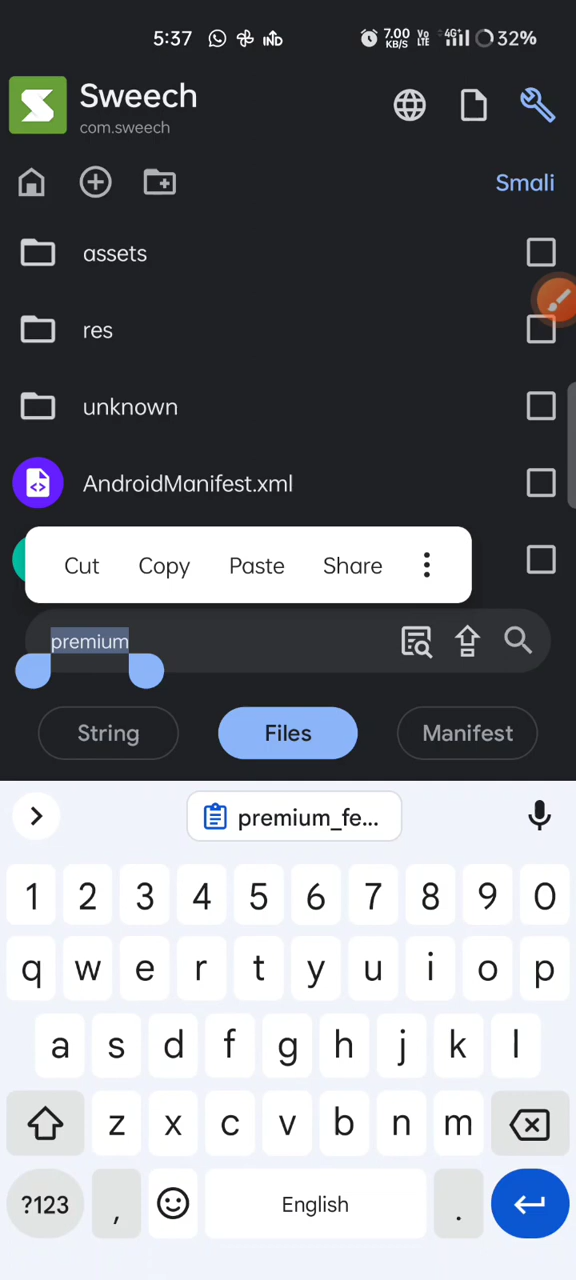 5:37 7.00 KB/S Vo LTE 4G+ 32%
Sweech
com.sweech
Smali
assets
res
unknown
AndroidManifest.xml
Cut Copy Paste Share
premium
String Files Manifest
premium_fe...
1 2 3 4 5 6 7 8 9 0
q w e r t y u i o p
a s d f g h j k l
z x c v b n m
?123 , English .